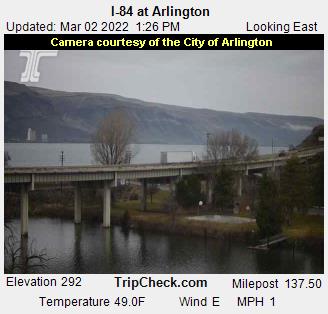 I-84 at Arlington
Updated: Mar 02 2022 1:26 PM Looking East
Camera courtesy of the City of Arlington
Elevation 292 TripCheck.com Milepost 137.50
Temperature 49.0F Wind E MPH 1